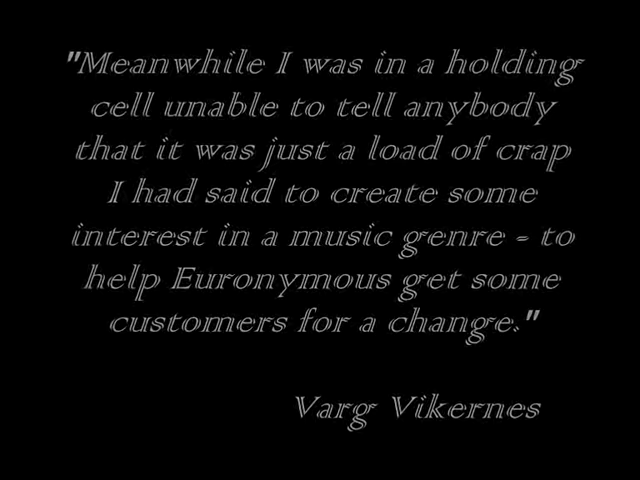 "Meanwhile I was in a holding
cell unable to tell anybody
that it was just a load of crap
I had said to create some
interest in a music genre - to
help Euronymous get some
customers for a change."
Varg Vikernes